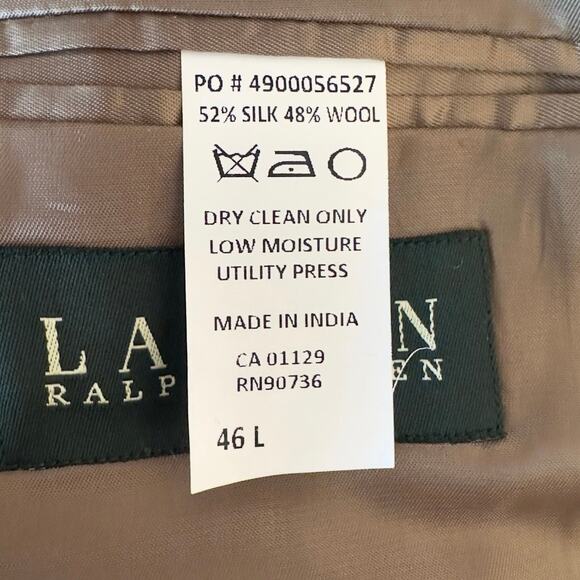 PO # 4900056527
52% SILK 48% WOOL
DRY CLEAN ONLY
LOW MOISTURE
UTILITY PRESS
MADE IN INDIA
CA 01129
RN90736
46 L
LA N
RALP EN